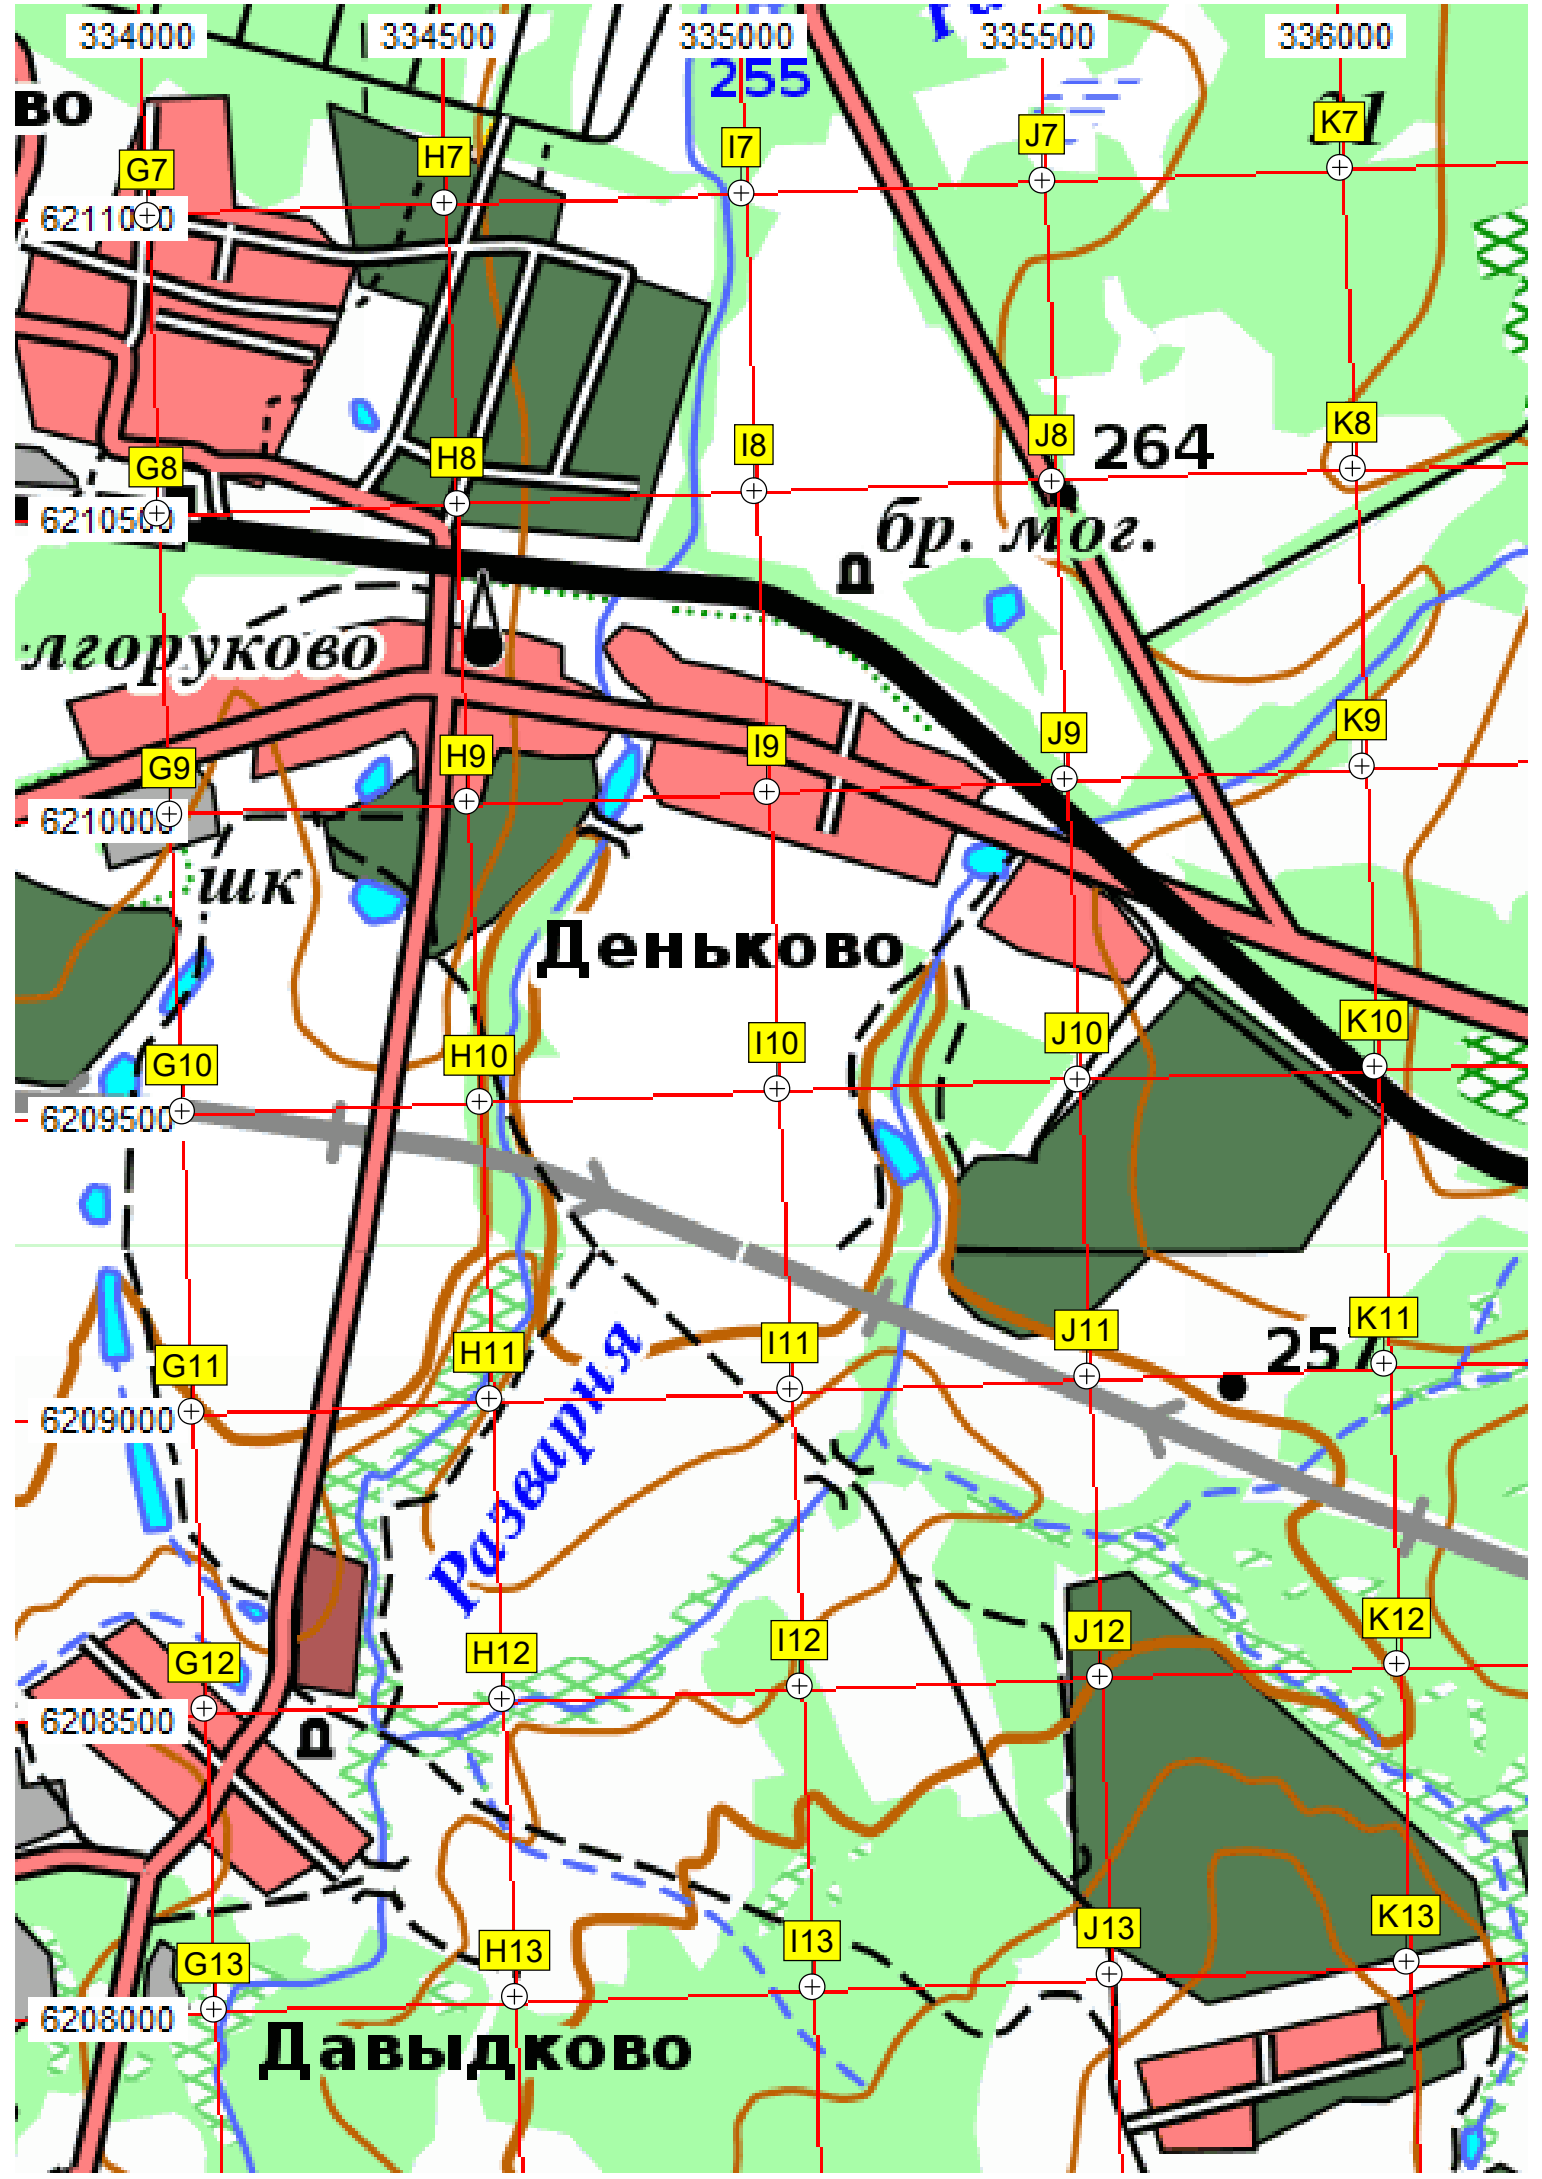 334000 334500 335000 335500 336000
255
во
G7 H7 I7 J7 K7
6211000
G8 H8 I8 J8 K8
264
6210500
бр. мог.
лгоруково
G9 H9 I9 J9 K9
6210000
шк
Деньково
G10 H10 I10 J10 K10
6209500
G11 H11 I11 J11 K11
257
6209000
Разварня
G12 H12 I12 J12 K12
6208500
G13 H13 I13 J13 K13
6208000
Давыдково